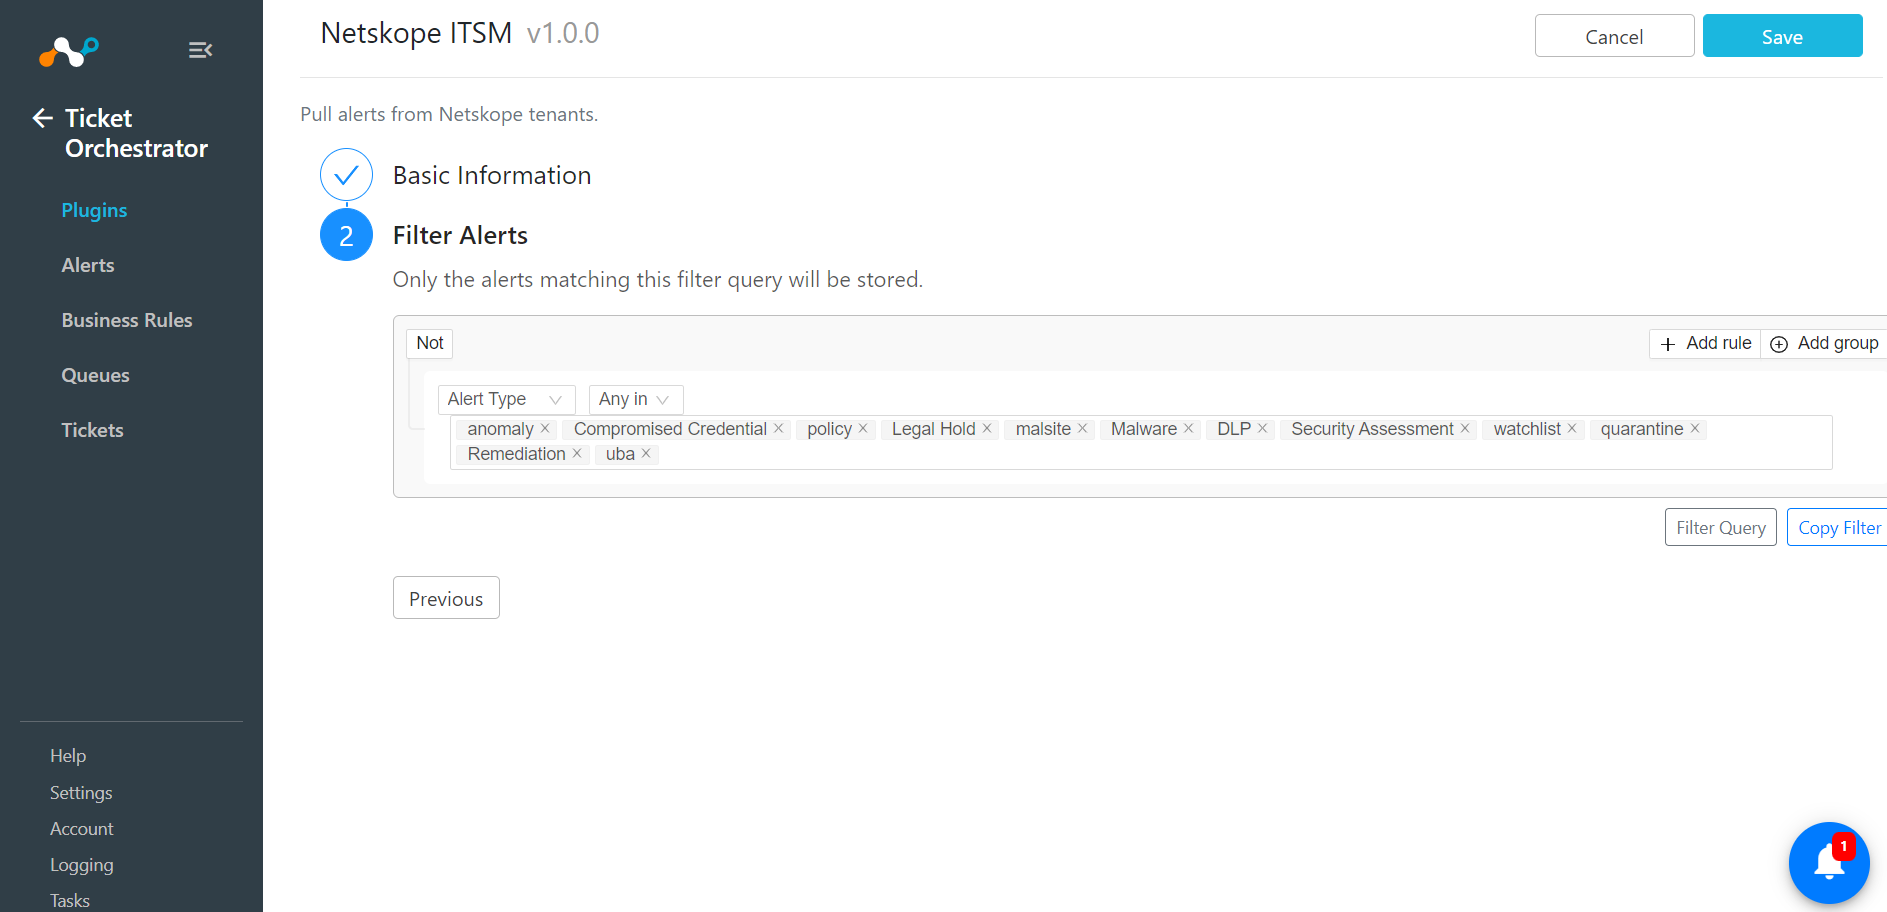 Ticket
Orchestrator
Plugins
Alerts
Business Rules
Queues
Tickets
Help
Settings
Account
Logging
Tasks
Netskope ITSM v1.0.0
Cancel
Save
Pull alerts from Netskope tenants.
Basic Information
2
Filter Alerts
Only the alerts matching this filter query will be stored.
Not
Add rule
Add group
Alert Type
Any in
anomaly Compromised Credential policy Legal Hold malsite Malware DLP Security Assessment watchlist quarantine
Remediation uba
Filter Query
Copy Filter
Previous
1